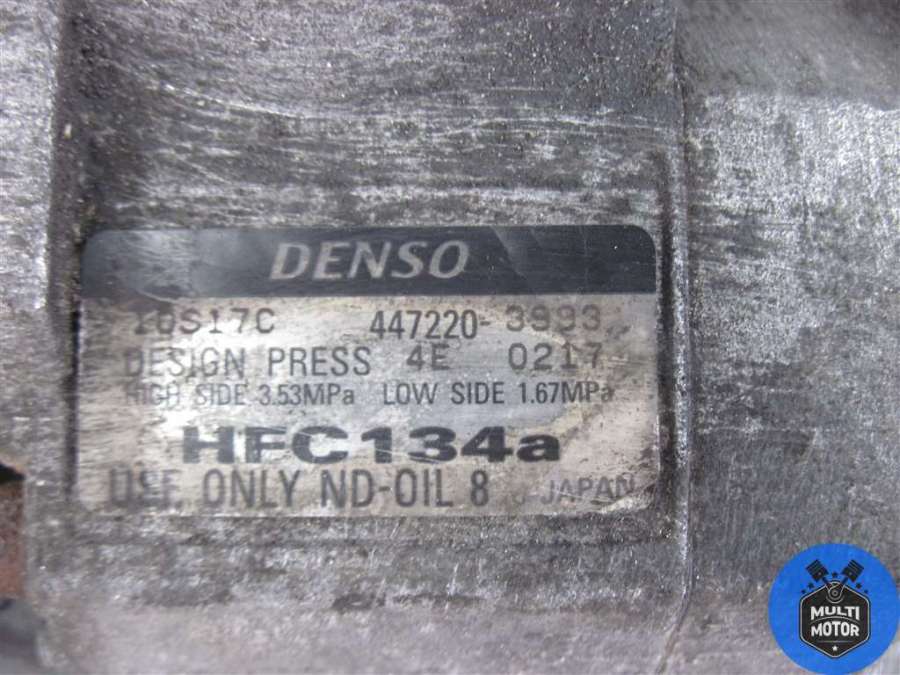 DENSO
10S17C 447220-3993
DESIGN PRESS 4E 0217
HIGH SIDE 3.53MPa LOW SIDE 1.67MPa
HFC134a
USE ONLY ND-OIL 8 JAPAN
MULTI
MOTOR